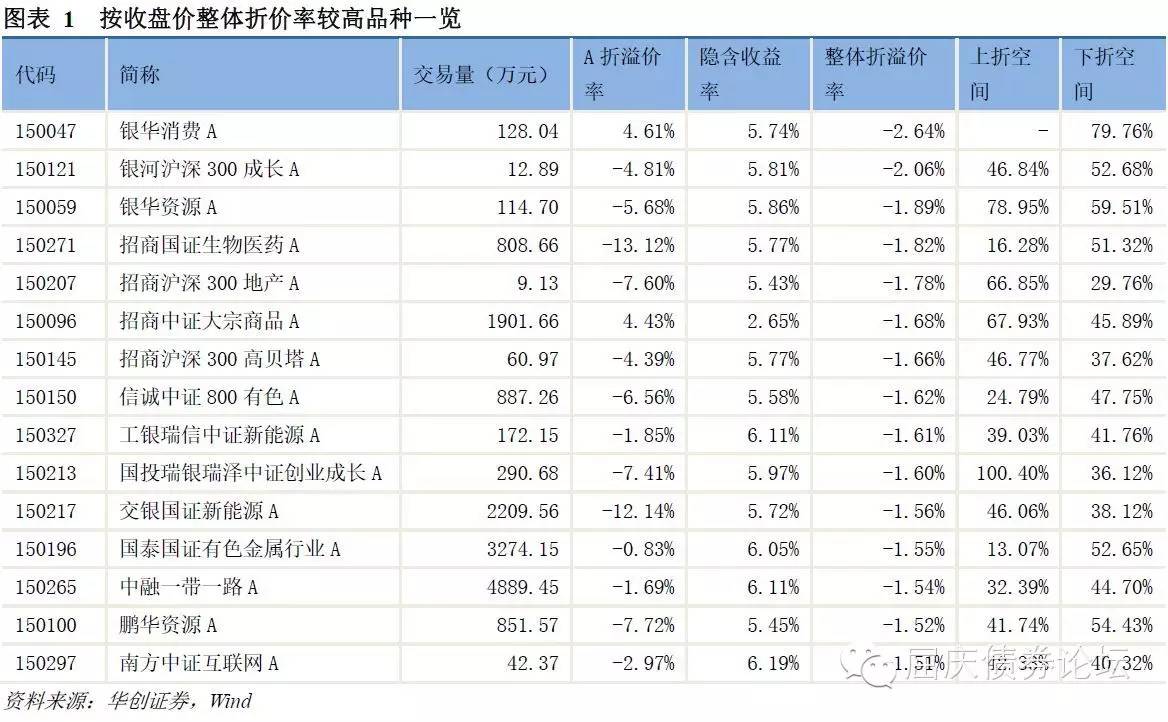 图表 1 按收盘价整体折价率较高品种一览
代码 简称 交易量（万元） A 折溢价率 隐含收益率 整体折溢价率 上折空间 下折空间
150047 银华消费 A 128.04 4.61% 5.74% -2.64% - 79.76%
150121 银河沪深 300 成长 A 12.89 -4.81% 5.81% -2.06% 46.84% 52.68%
150059 银华资源 A 114.70 -5.68% 5.86% -1.89% 78.95% 59.51%
150271 招商国证生物医药 A 808.66 -13.12% 5.77% -1.82% 16.28% 51.32%
150207 招商沪深 300 地产 A 9.13 -7.60% 5.43% -1.78% 66.85% 29.76%
150096 招商中证大宗商品 A 1901.66 4.43% 2.65% -1.68% 67.93% 45.89%
150145 招商沪深 300 高贝塔 A 60.97 -4.39% 5.77% -1.66% 46.77% 37.62%
150150 信诚中证 800 有色 A 887.26 -6.56% 5.58% -1.62% 24.79% 47.75%
150327 工银瑞信中证新能源 A 172.15 -1.85% 6.11% -1.61% 39.03% 41.76%
150213 国投瑞银瑞泽中证创业成长 A 290.68 -7.41% 5.97% -1.60% 100.40% 36.12%
150217 交银国证新能源 A 2209.56 -12.14% 5.72% -1.56% 46.06% 38.12%
150196 国泰国证有色金属行业 A 3274.15 -0.83% 6.05% -1.55% 13.07% 52.65%
150265 中融一带一路 A 4889.45 -1.69% 6.11% -1.54% 32.39% 44.70%
150100 鹏华资源 A 851.57 -7.72% 5.45% -1.52% 41.74% 54.43%
150297 南方中证互联网 A 42.37 -2.97% 6.19% -1.51% 42.33% 40.32%
屈庆债券论坛
资料来源：华创证券，Wind